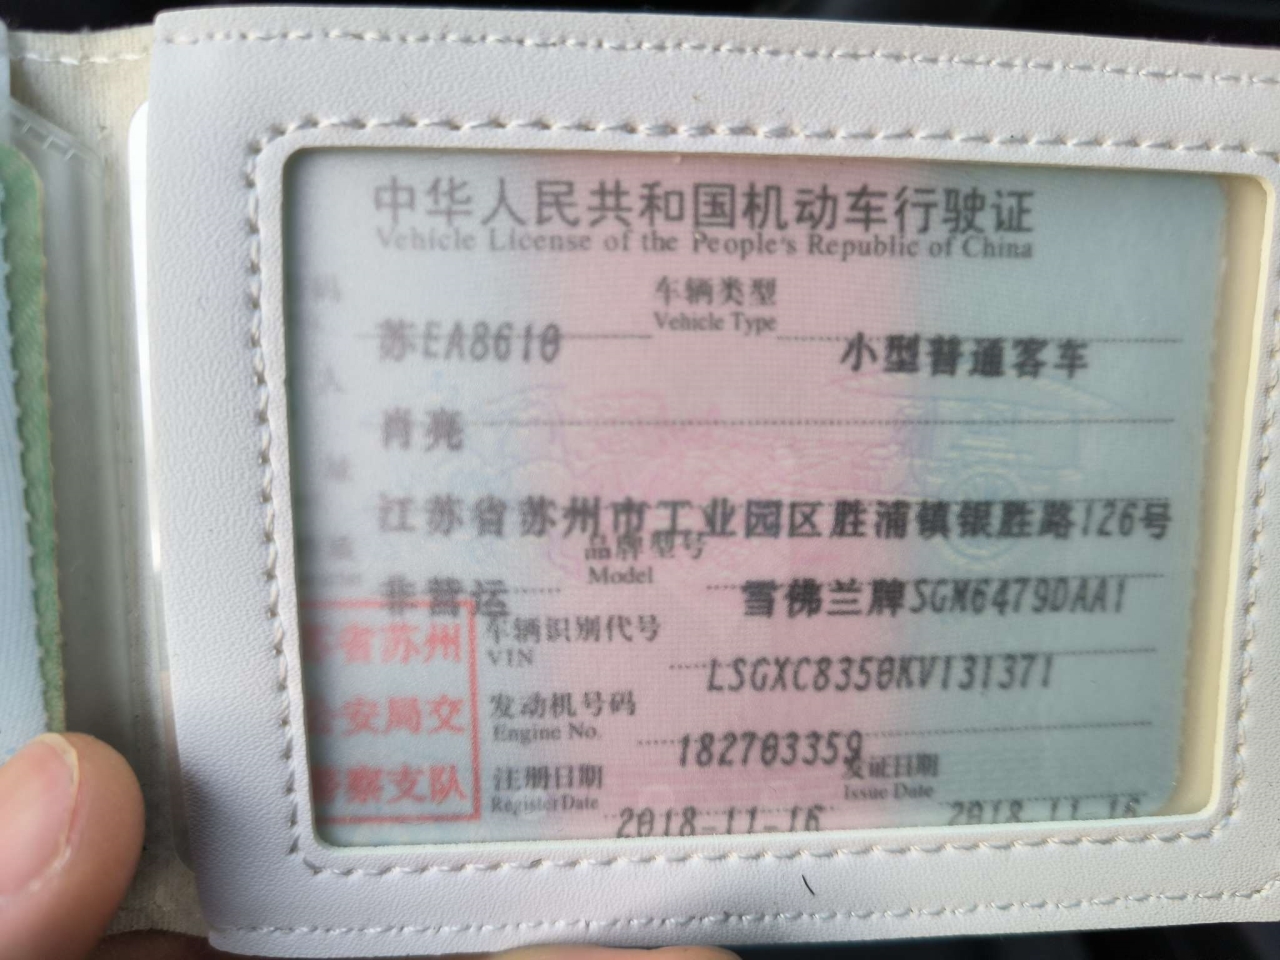 中华人民共和国机动车行驶证
Vehicle License of the People's Republic of China
车辆类型
Vehicle Type
苏EA8610 小型普通客车
肖亮
江苏省苏州市工业园区胜浦镇银胜路126号
品牌型号
Model
非营运 雪佛兰牌SGM6479DAA1
省苏州
车辆识别代号
VIN
LSGXC8350KV131371
安局交
发动机号码
Engine No.
182703359
察支队
注册日期 发证日期
Register Date Issue Date
2018-11-16 2018-11-16